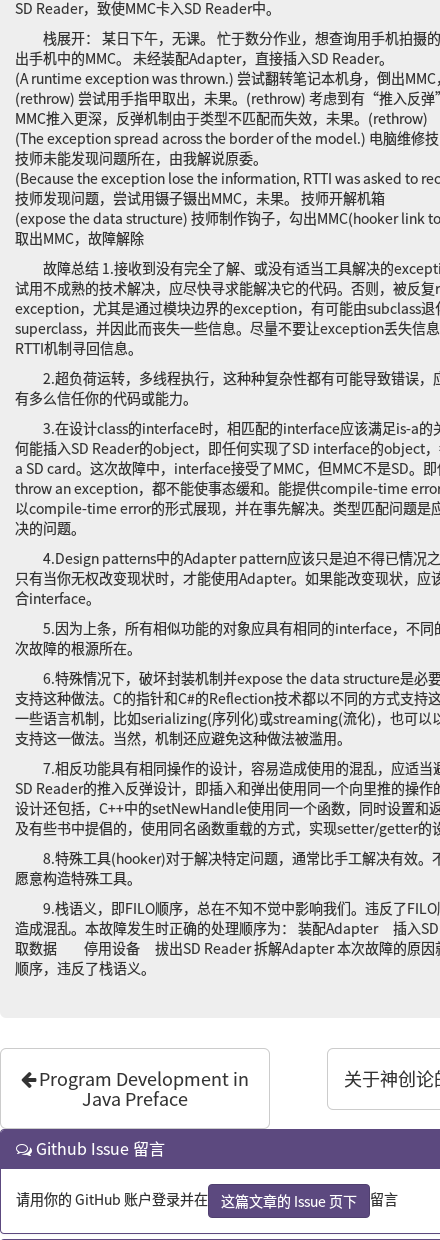 SD Reader，致使MMC卡入SD Reader中。
栈展开： 某日下午，无课。 忙于数分作业，想查询用手机拍摄的
出手机中的MMC。 未经装配Adapter，直接插入SD Reader。
(A runtime exception was thrown.) 尝试翻转笔记本机身，倒出MMC，
(rethrow) 尝试用手指甲取出，未果。(rethrow) 考虑到有“推入反弹”
MMC推入更深，反弹机制由于类型不匹配而失效，未果。(rethrow)
(The exception spread across the border of the model.) 电脑维修技
技师未能发现问题所在，由我解说原委。
(Because the exception lose the information, RTTI was asked to rec
技师发现问题，尝试用镊子镊出MMC，未果。 技师开解机箱
(expose the data structure) 技师制作钩子，勾出MMC(hooker link to
取出MMC，故障解除
故障总结 1.接收到没有完全了解、或没有适当工具解决的excepti
试用不成熟的技术解决，应尽快寻求能解决它的代码。否则，被反复r
exception，尤其是通过模块边界的exception，有可能由subclass退化
superclass，并因此而丧失一些信息。尽量不要让exception丢失信息
RTTI机制寻回信息。
2.超负荷运转，多线程执行，这种种复杂性都有可能导致错误，应
有多么信任你的代码或能力。
3.在设计class的interface时，相匹配的interface应该满足is-a的关
何能插入SD Reader的object，即任何实现了SD interface的object，
a SD card。这次故障中，interface接受了MMC，但MMC不是SD。即使
throw an exception，都不能使事态缓和。能提供compile-time error
以compile-time error的形式展现，并在事先解决。类型匹配问题是应
决的问题。
4.Design patterns中的Adapter pattern应该只是迫不得已情况之
只有当你无权改变现状时，才能使用Adapter。如果能改变现状，应该
合interface。
5.因为上条，所有相似功能的对象应具有相同的interface，不同的
次故障的根源所在。
6.特殊情况下，破坏封装机制并expose the data structure是必要
支持这种做法。C的指针和C#的Reflection技术都以不同的方式支持这
一些语言机制，比如serializing(序列化)或streaming(流化)，也可以以
支持这一做法。当然，机制还应避免这种做法被滥用。
7.相反功能具有相同操作的设计，容易造成使用的混乱，应适当避
SD Reader的推入反弹设计，即插入和弹出使用同一个向里推的操作的
设计还包括，C++中的setNewHandle使用同一个函数，同时设置和返
及有些书中提倡的，使用同名函数重载的方式，实现setter/getter的设
8.特殊工具(hooker)对于解决特定问题，通常比手工解决有效。不
愿意构造特殊工具。
9.栈语义，即FILO顺序，总在不知不觉中影响我们。违反了FILO顺
造成混乱。本故障发生时正确的处理顺序为： 装配Adapter 插入SD
取数据 停用设备 拔出SD Reader 拆解Adapter 本次故障的原因就
顺序，违反了栈语义。
Program Development in
Java Preface
关于神创论的
Github Issue 留言
请用你的 GitHub 账户登录并在 这篇文章的 Issue 页下 留言